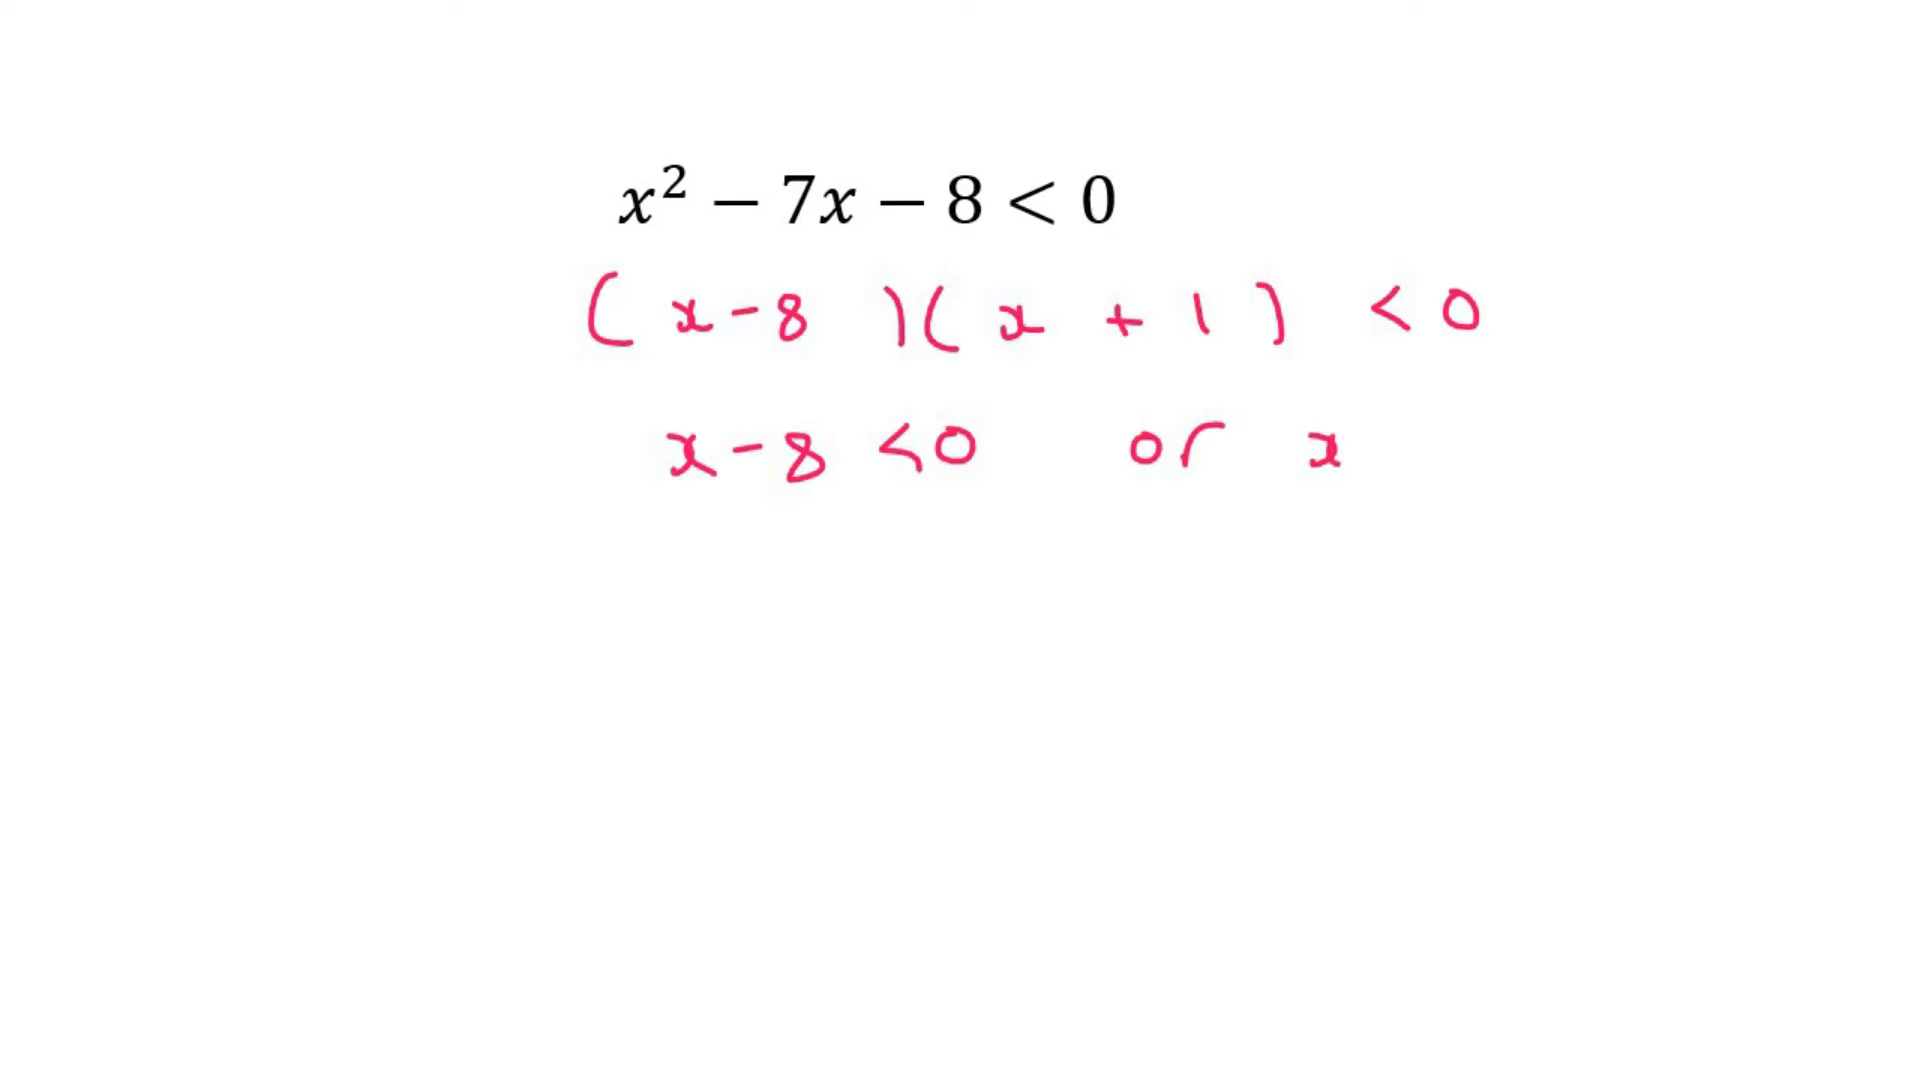 x² − 7x − 8 < 0
(x - 8)(x + 1) < 0
x - 8 < 0 or x